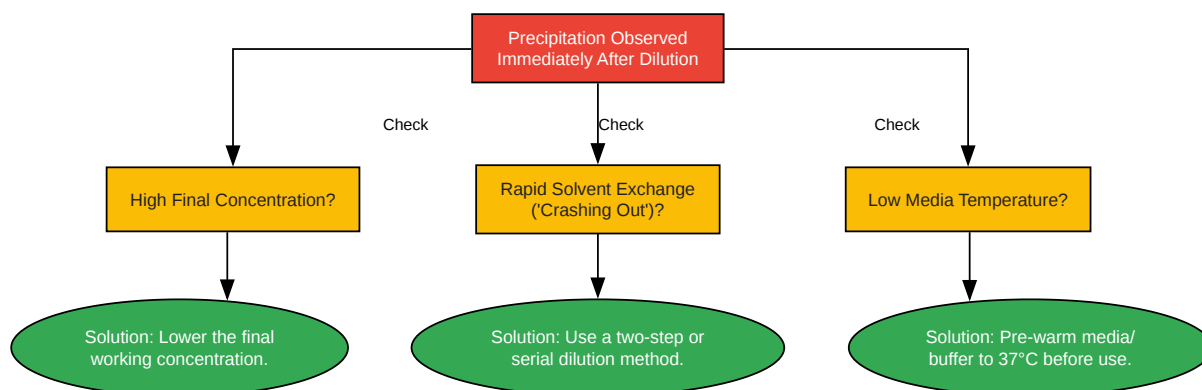 Precipitation Observed
Immediately After Dilution
Check
Check
Check
High Final Concentration?
Rapid Solvent Exchange
('Crashing Out')?
Low Media Temperature?
Solution: Lower the final
working concentration.
Solution: Use a two-step or
serial dilution method.
Solution: Pre-warm media/
buffer to 37°C before use.